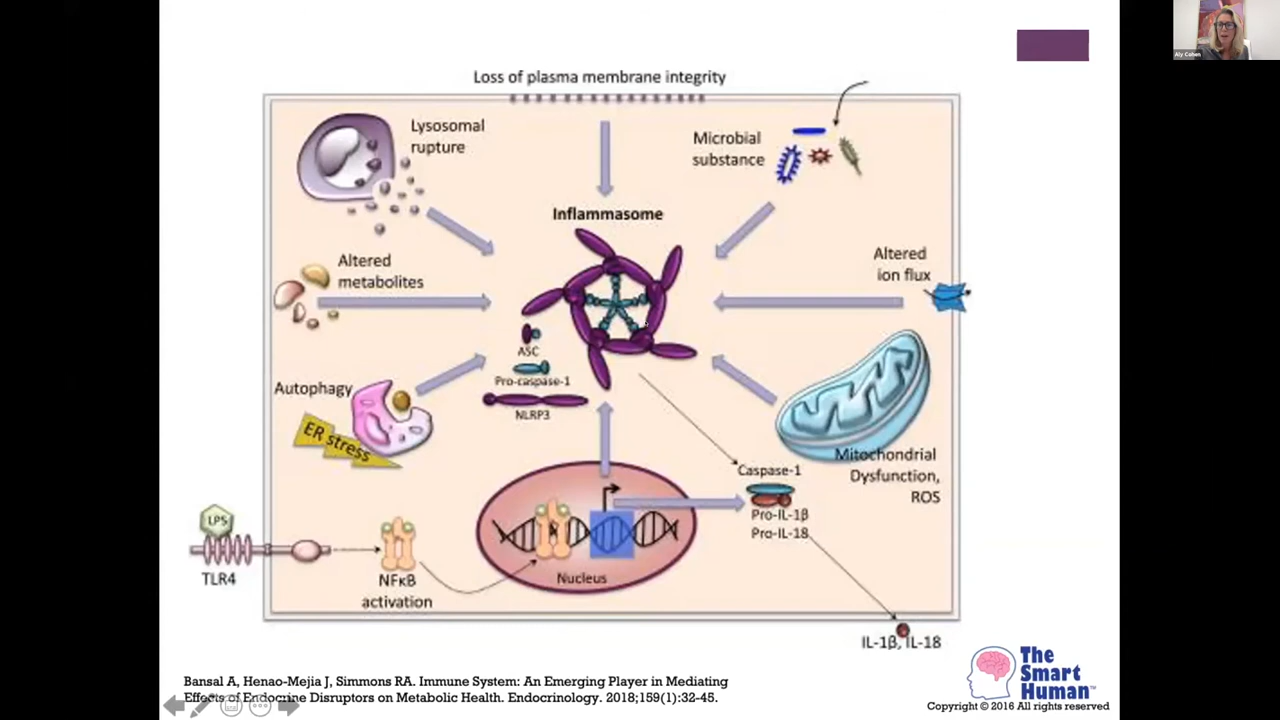 Aly Cohen
Loss of plasma membrane integrity
Lysosomal
rupture
Microbial
substance
Inflammasome
Altered
metabolites
Altered
ion flux
ASC
Pro-caspase-1
NLRP3
Autophagy
ER stress
Mitochondrial
Dysfunction,
ROS
Caspase-1
Pro-IL-1β
Pro-IL-18
LPS
TLR4
NFκB
activation
Nucleus
IL-1β, IL-18
Bansal A, Henao-Mejia J, Simmons RA. Immune System: An Emerging Player in Mediating
Effects of Endocrine Disruptors on Metabolic Health. Endocrinology. 2018;159(1):32-45.
The
Smart
Human™
Copyright © 2016 All rights reserved